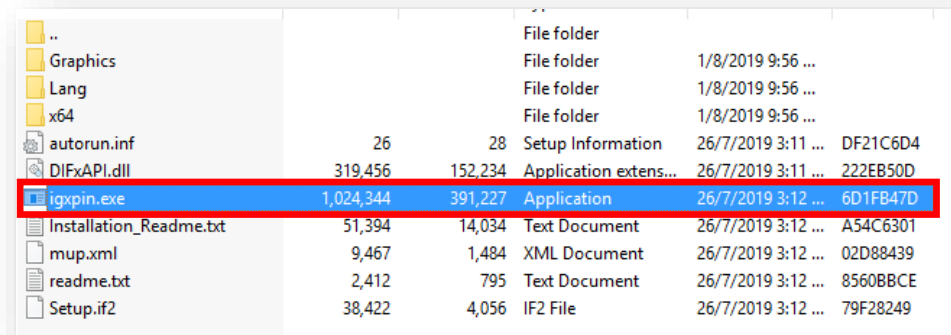 .. File folder
Graphics File folder 1/8/2019 9:56 ...
Lang File folder 1/8/2019 9:56 ...
x64 File folder 1/8/2019 9:56 ...
autorun.inf 26 28 Setup Information 26/7/2019 3:11 ... DF21C6D4
DIFxAPI.dll 319,456 152,234 Application extens... 26/7/2019 3:11 ... 222EB50D
igxpin.exe 1,024,344 391,227 Application 26/7/2019 3:12 ... 6D1FB47D
Installation_Readme.txt 51,394 14,034 Text Document 26/7/2019 3:12 ... A54C6301
mup.xml 9,467 1,484 XML Document 26/7/2019 3:12 ... 02D88439
readme.txt 2,412 795 Text Document 26/7/2019 3:12 ... 8560BBCE
Setup.if2 38,422 4,056 IF2 File 26/7/2019 3:12 ... 79F28249